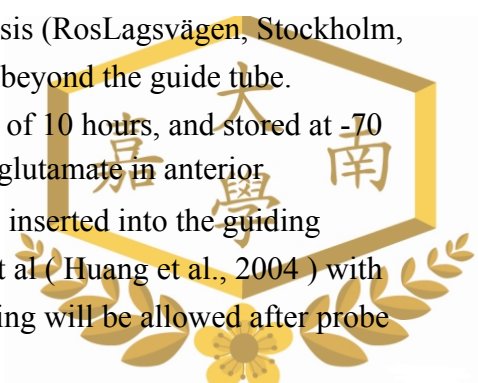 sis (RosLagsvägen, Stockholm,
beyond the guide tube.
of 10 hours, and stored at -70
glutamate in anterior
inserted into the guiding
t al ( Huang et al., 2004 ) with
ing will be allowed after probe
大
嘉 南
學